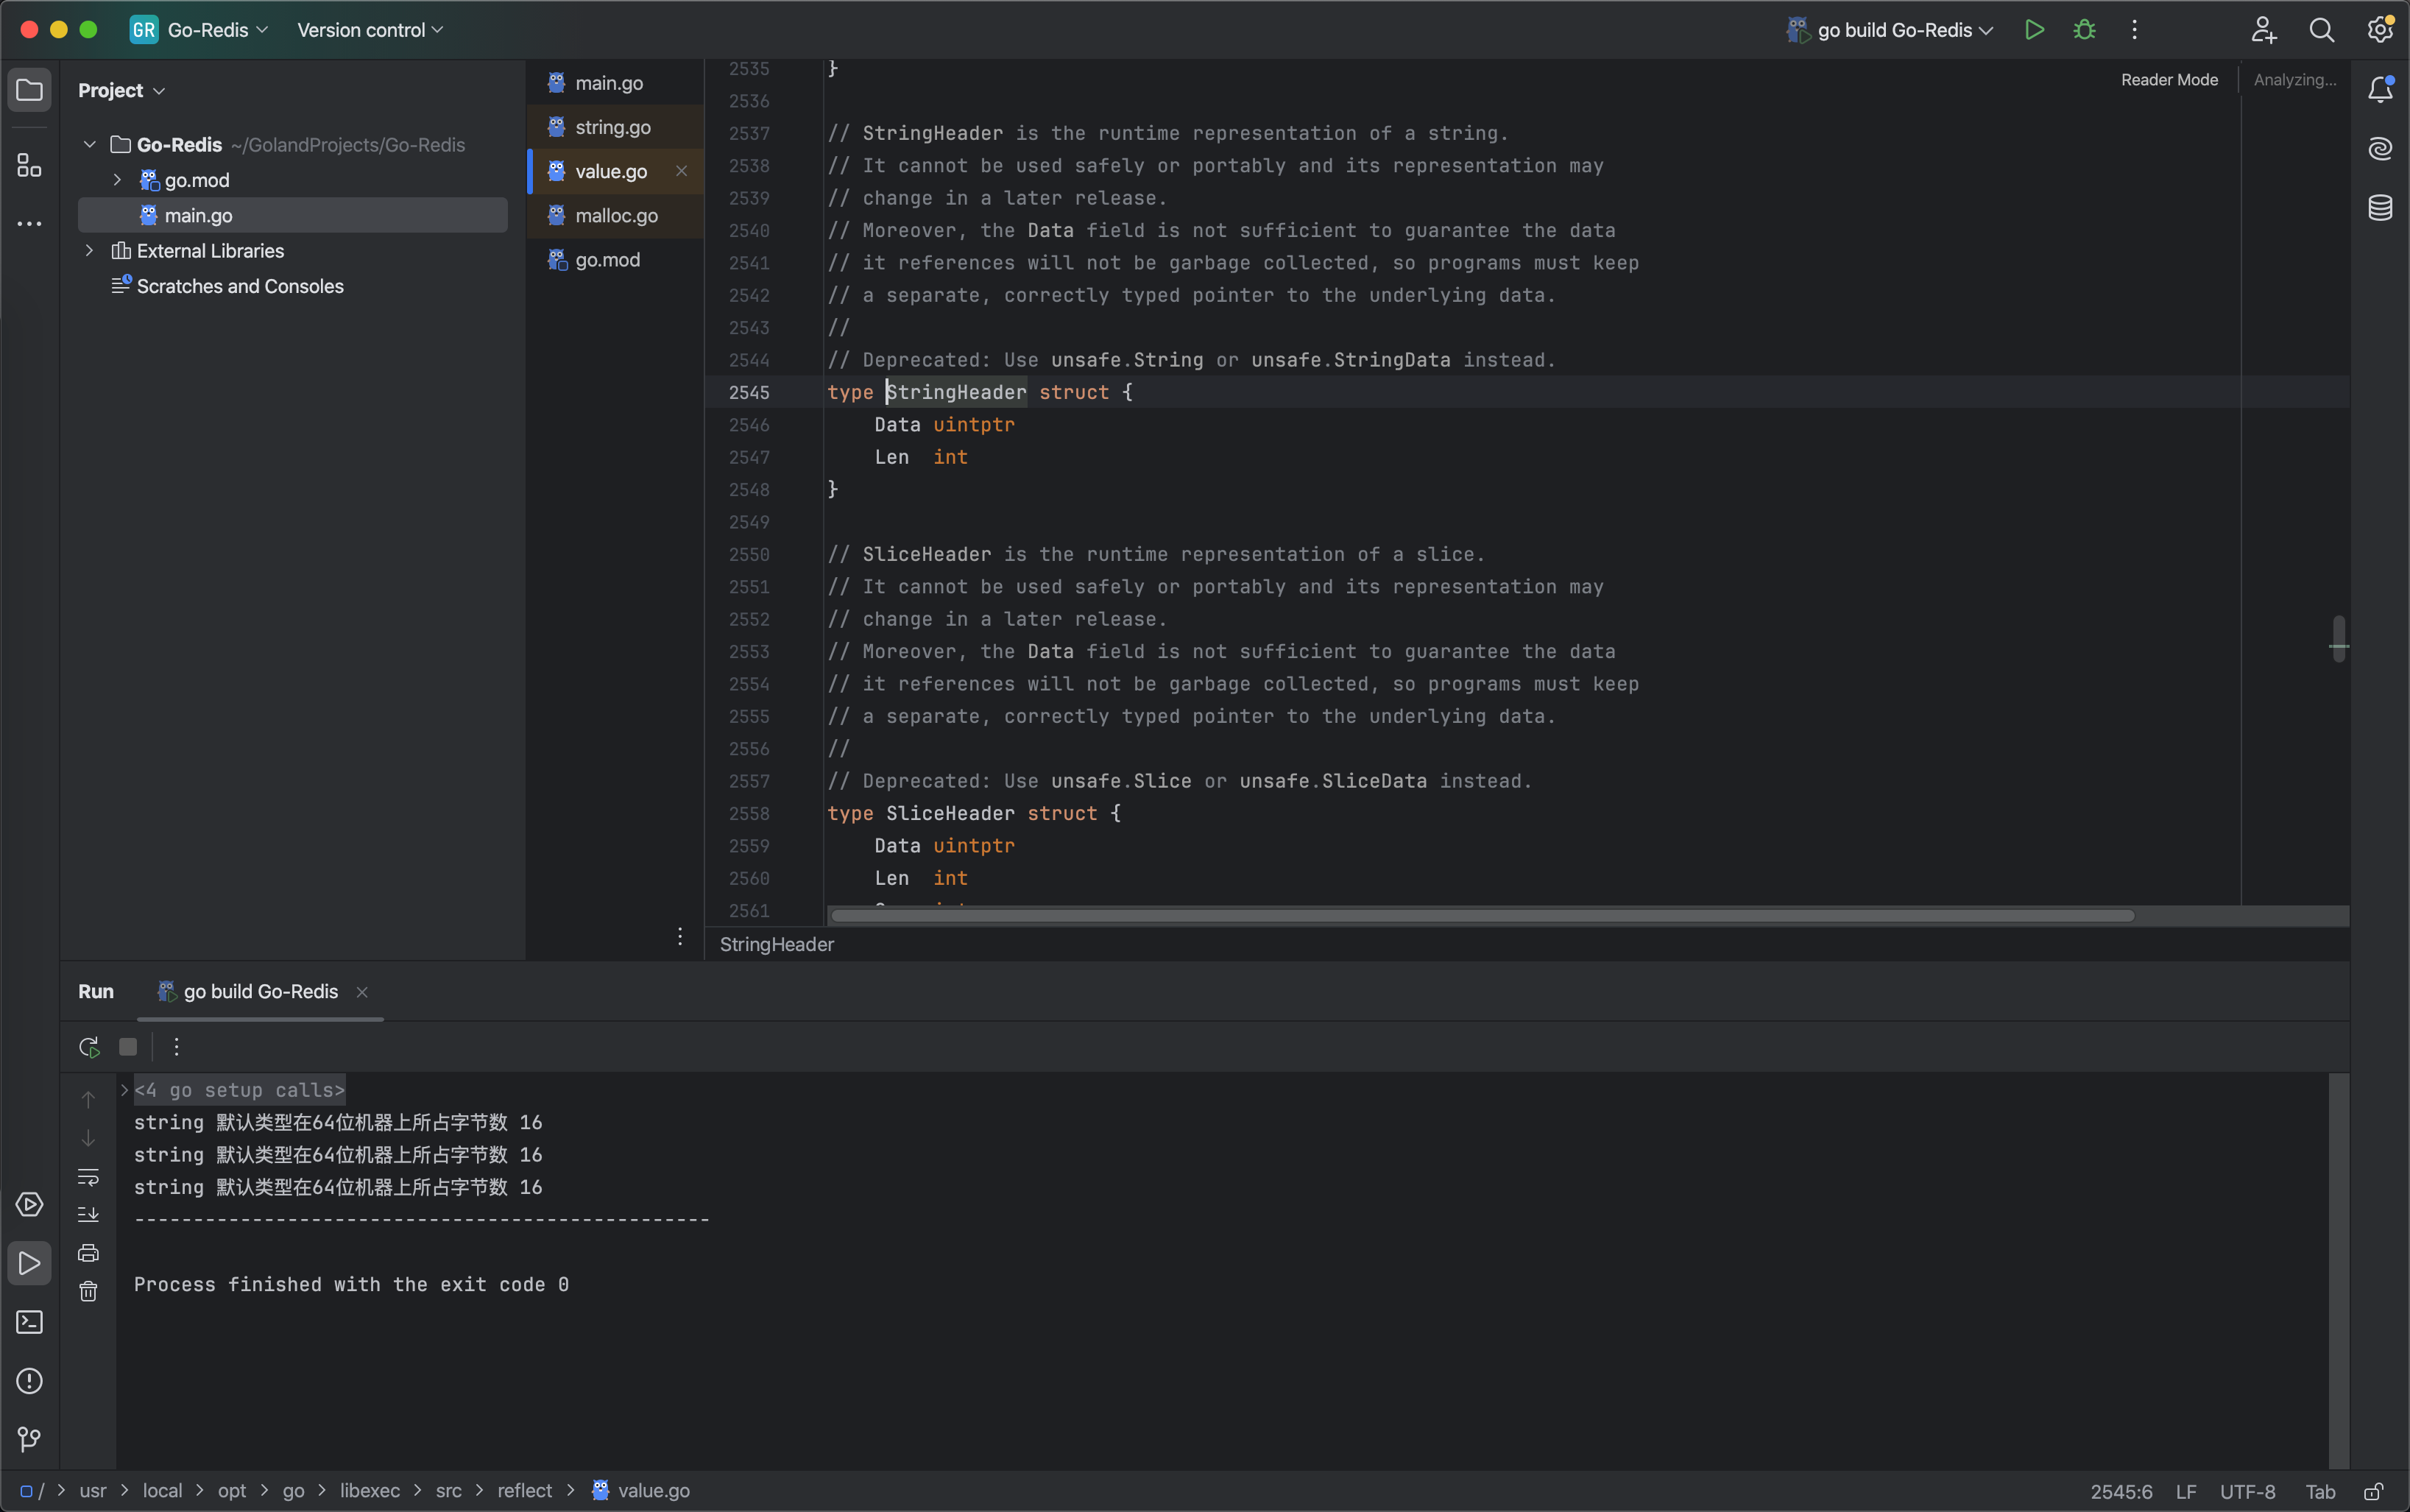 GR Go-Redis Version control go build Go-Redis
Project
Go-Redis ~/GolandProjects/Go-Redis
go.mod
main.go
External Libraries
Scratches and Consoles
main.go
string.go
value.go
malloc.go
go.mod
Reader Mode Analyzing...
2535 }
2536
2537 // StringHeader is the runtime representation of a string.
2538 // It cannot be used safely or portably and its representation may
2539 // change in a later release.
2540 // Moreover, the Data field is not sufficient to guarantee the data
2541 // it references will not be garbage collected, so programs must keep
2542 // a separate, correctly typed pointer to the underlying data.
2543 //
2544 // Deprecated: Use unsafe.String or unsafe.StringData instead.
2545 type StringHeader struct {
2546 Data uintptr
2547 Len int
2548 }
2549
2550 // SliceHeader is the runtime representation of a slice.
2551 // It cannot be used safely or portably and its representation may
2552 // change in a later release.
2553 // Moreover, the Data field is not sufficient to guarantee the data
2554 // it references will not be garbage collected, so programs must keep
2555 // a separate, correctly typed pointer to the underlying data.
2556 //
2557 // Deprecated: Use unsafe.Slice or unsafe.SliceData instead.
2558 type SliceHeader struct {
2559 Data uintptr
2560 Len int
2561
StringHeader
Run go build Go-Redis
<4 go setup calls>
string 默认类型在64位机器上所占字节数 16
string 默认类型在64位机器上所占字节数 16
string 默认类型在64位机器上所占字节数 16
-------------------------------------------------
Process finished with the exit code 0
/ > usr > local > opt > go > libexec > src > reflect > value.go 2545:6 LF UTF-8 Tab